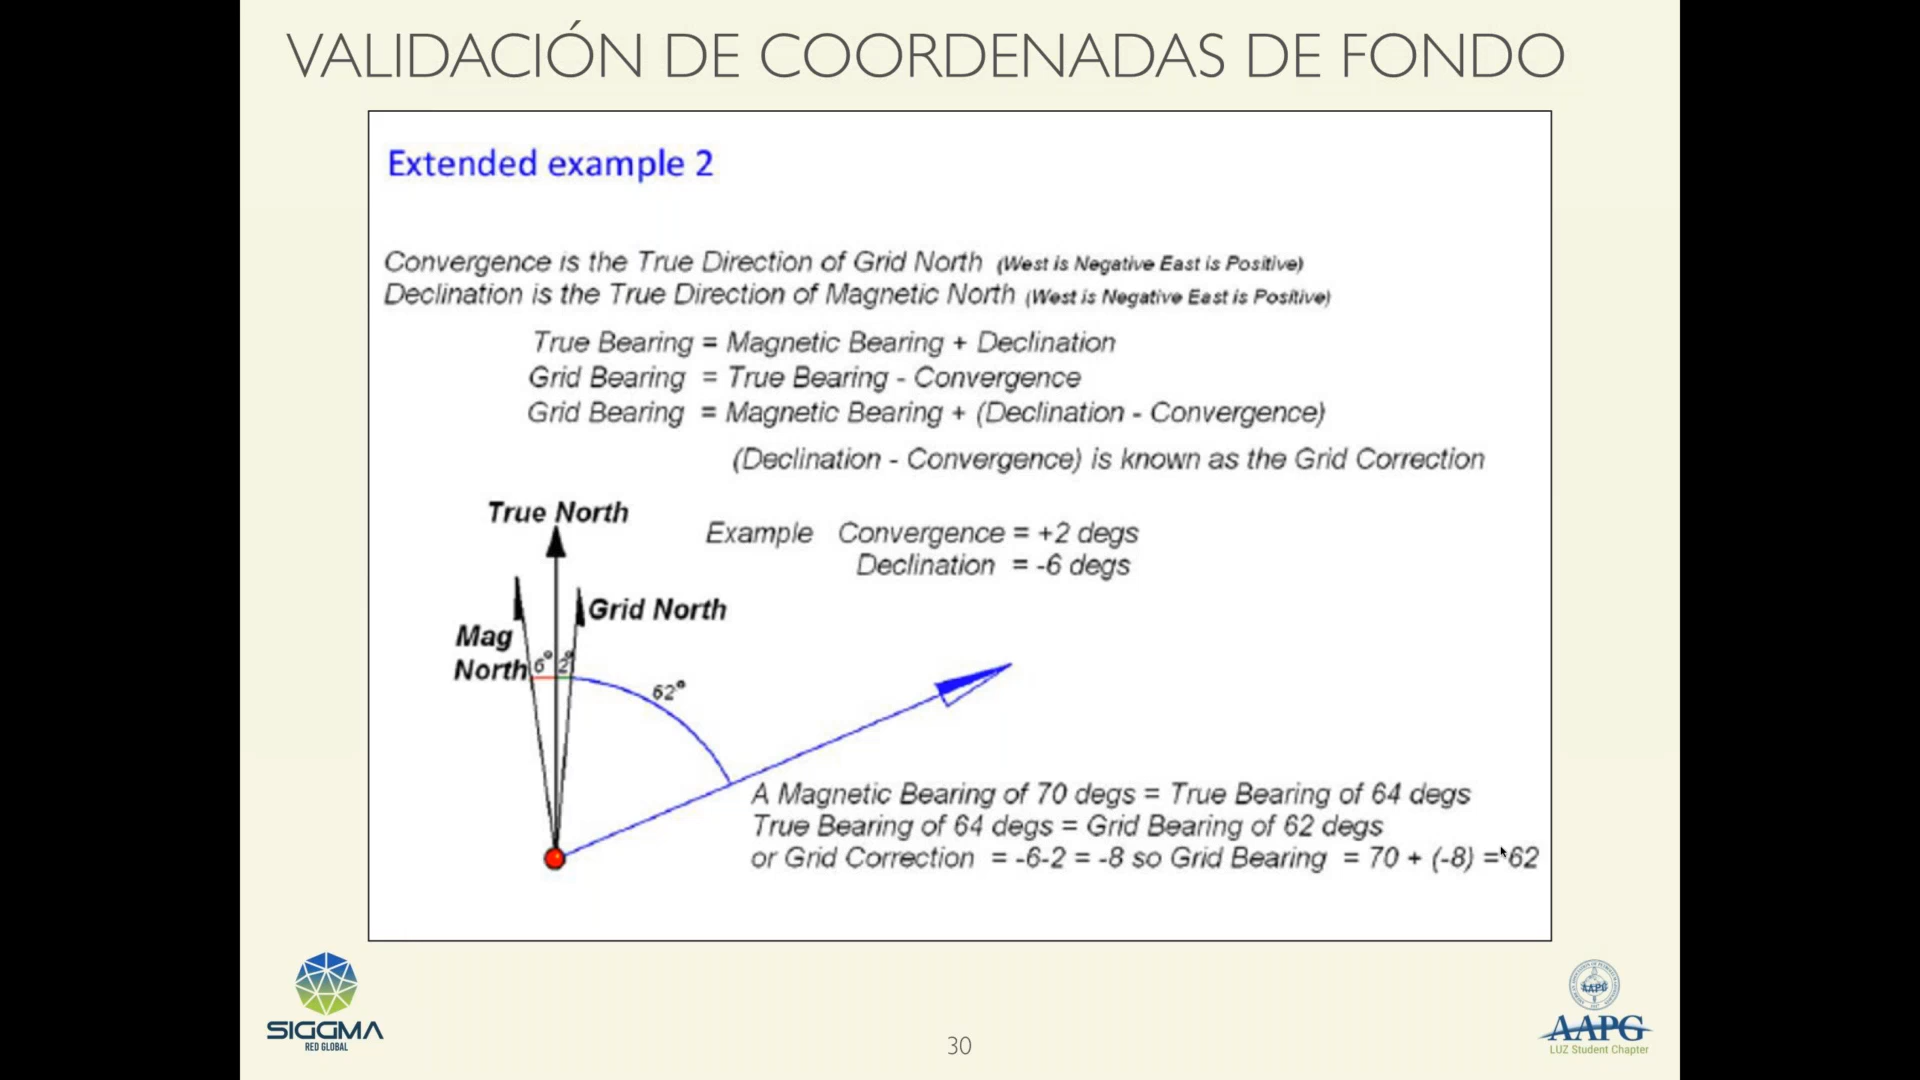 VALIDACIÓN DE COORDENADAS DE FONDO
Extended example 2
Convergence is the True Direction of Grid North (West is Negative East is Positive)
Declination is the True Direction of Magnetic North (West is Negative East is Positive)
True Bearing = Magnetic Bearing + Declination
Grid Bearing = True Bearing - Convergence
Grid Bearing = Magnetic Bearing + (Declination - Convergence)
(Declination - Convergence) is known as the Grid Correction
True North
Example Convergence = +2 degs
Declination = -6 degs
Grid North
Mag
North
6° 2°
62°
A Magnetic Bearing of 70 degs = True Bearing of 64 degs
True Bearing of 64 degs = Grid Bearing of 62 degs
or Grid Correction = -6-2 = -8 so Grid Bearing = 70 + (-8) = 62
SIGGMA
RED GLOBAL
30
AAPG
AAPG
LUZ Student Chapter